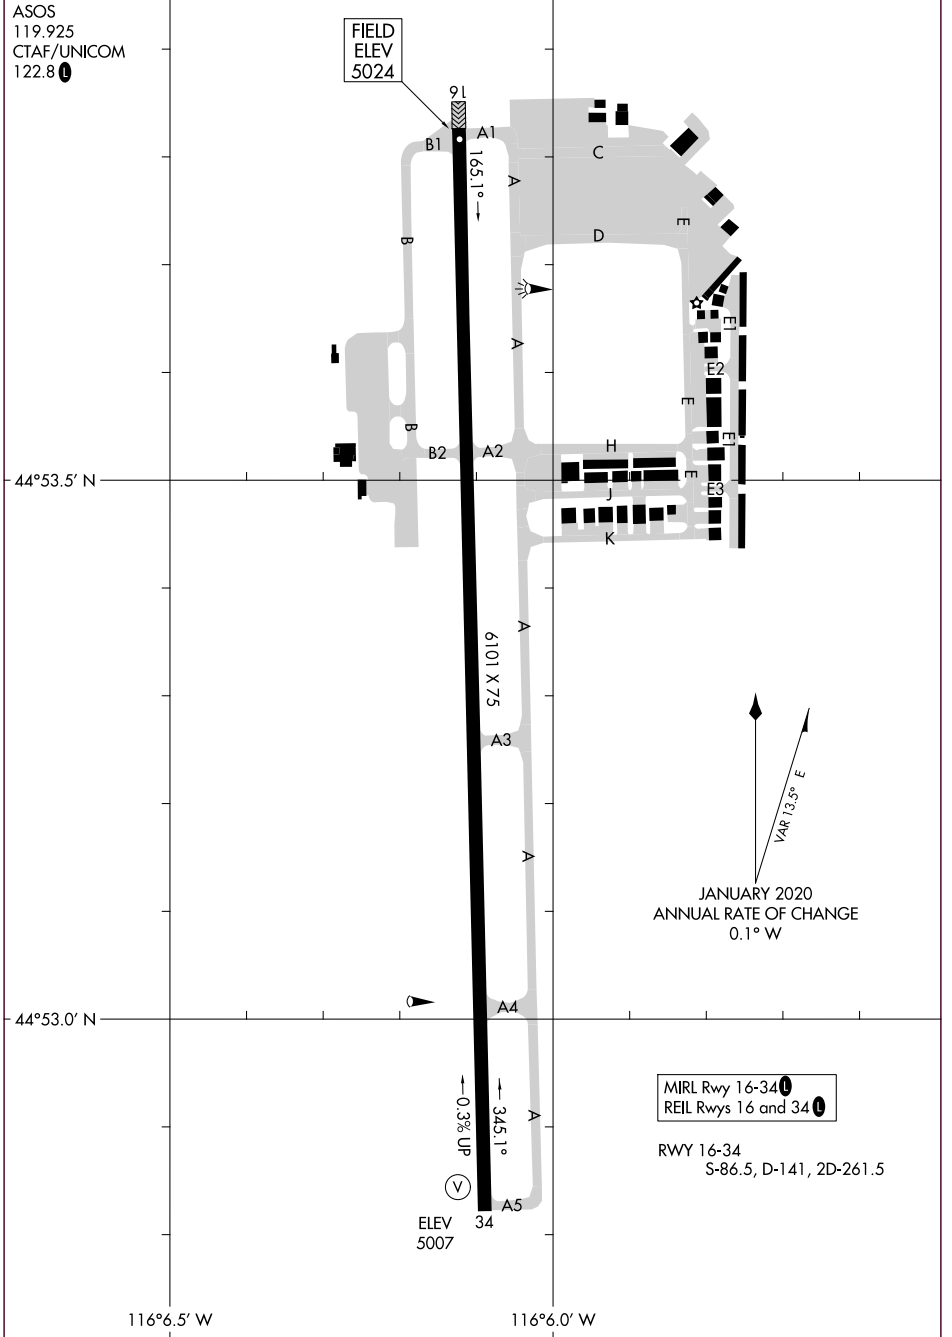 ASOS
119.925
CTAF/UNICOM
122.8 L
FIELD
ELEV
5024
16
A1
B1
C
165.1°
A
E
D
B
A
E1
E2
E
B
H
E1
B2
A2
E
44°53.5' N
J
E3
K
A
6101 X 75
A3
VAR 13.5° E
A
JANUARY 2020
ANNUAL RATE OF CHANGE
0.1° W
A4
44°53.0' N
MIRL Rwy 16-34 L
REIL Rwys 16 and 34 L
0.3% UP
345.1°
A
RWY 16-34
S-86.5, D-141, 2D-261.5
V
A5
ELEV
5007
34
116°6.5' W
116°6.0' W